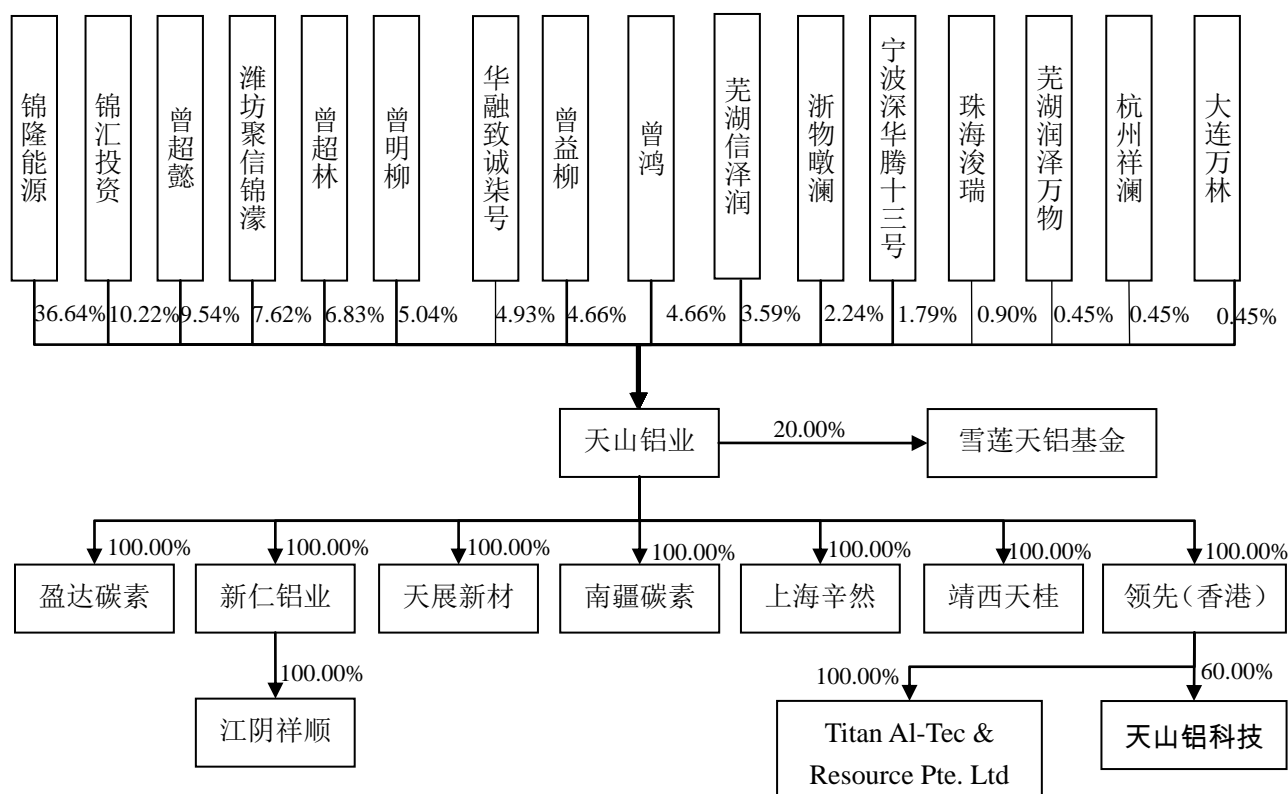 锦隆能源
锦汇投资
曾超懿
潍坊聚信锦濛
曾超林
曾明柳
华融致诚柒号
曾益柳
曾鸿
芜湖信泽润
浙物暾澜
宁波深华腾十三号
珠海浚瑞
芜湖润泽万物
杭州祥澜
大连万林
36.64%
10.22%
9.54%
7.62%
6.83%
5.04%
4.93%
4.66%
4.66%
3.59%
2.24%
1.79%
0.90%
0.45%
0.45%
0.45%
天山铝业
20.00%
雪莲天铝基金
100.00%
100.00%
100.00%
100.00%
100.00%
100.00%
100.00%
盈达碳素
新仁铝业
天展新材
南疆碳素
上海辛然
靖西天桂
领先（香港）
100.00%
100.00%
60.00%
江阴祥顺
Titan Al-Tec &
Resource Pte. Ltd
天山铝科技